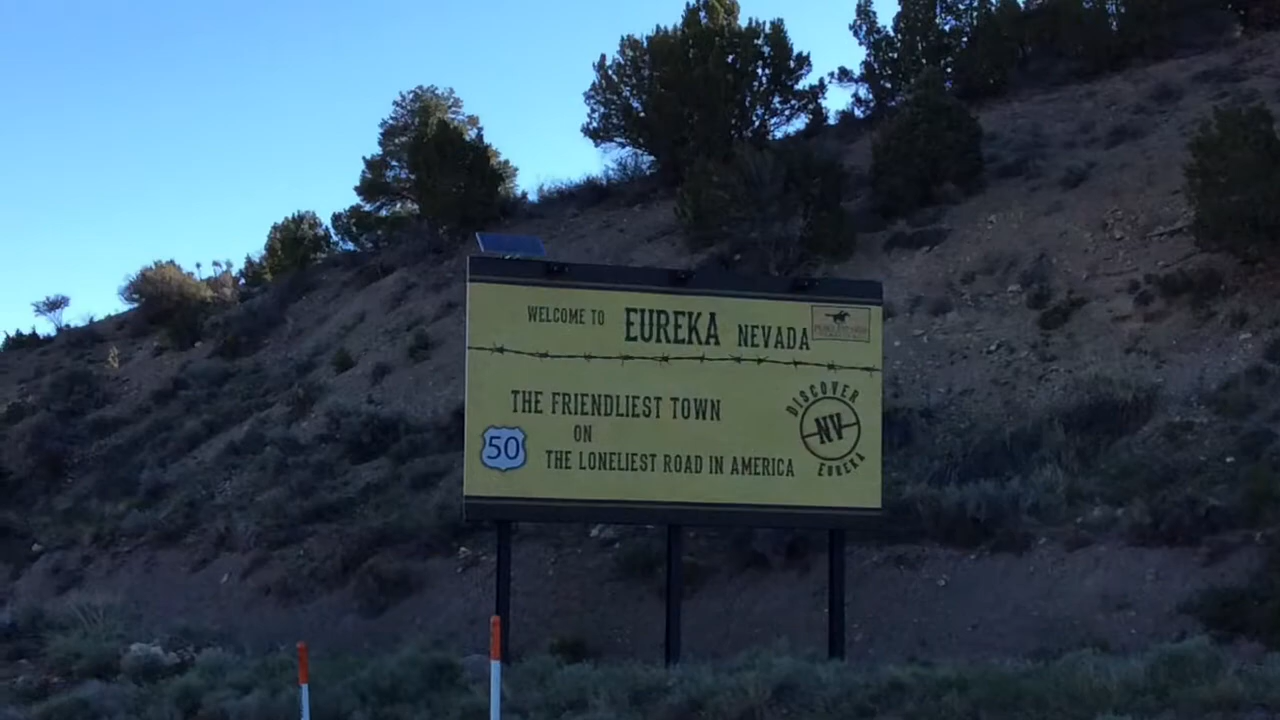 WELCOME TO EUREKA NEVADA
THE FRIENDLIEST TOWN
ON
THE LONELIEST ROAD IN AMERICA
50
DISCOVER
NV
EUREKA